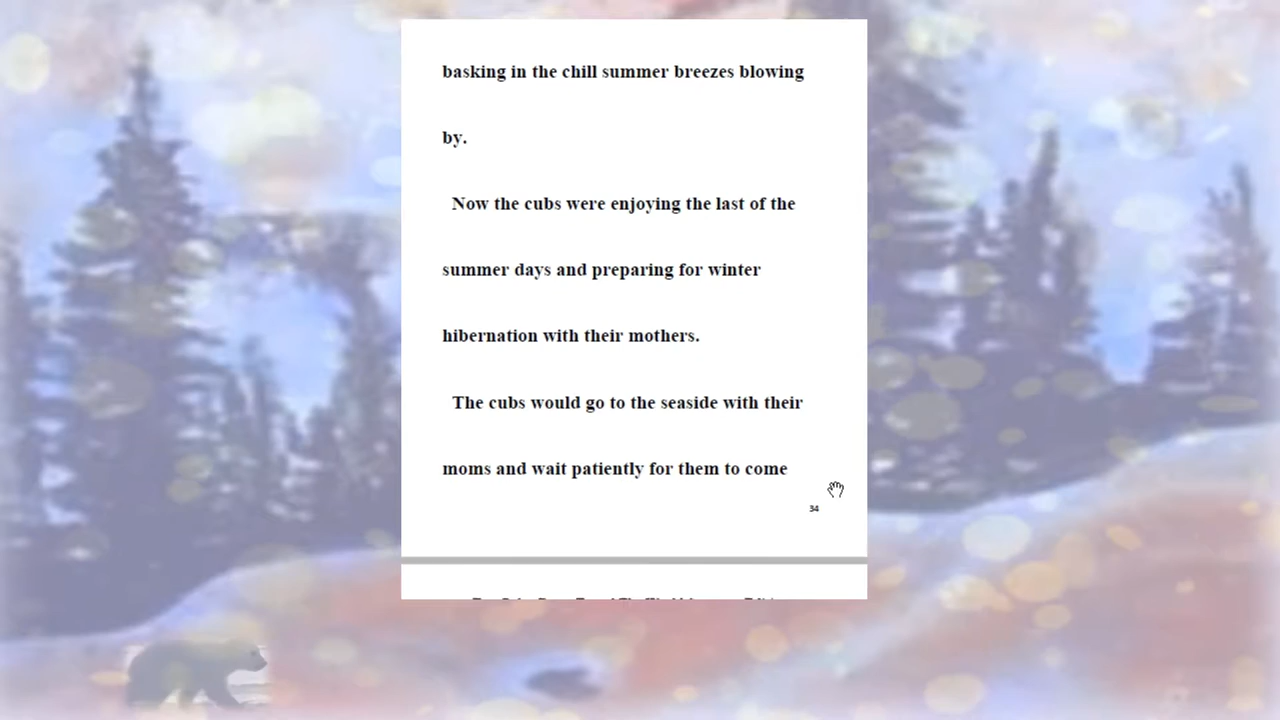 basking in the chill summer breezes blowing
by.
Now the cubs were enjoying the last of the
summer days and preparing for winter
hibernation with their mothers.
The cubs would go to the seaside with their
moms and wait patiently for them to come
34